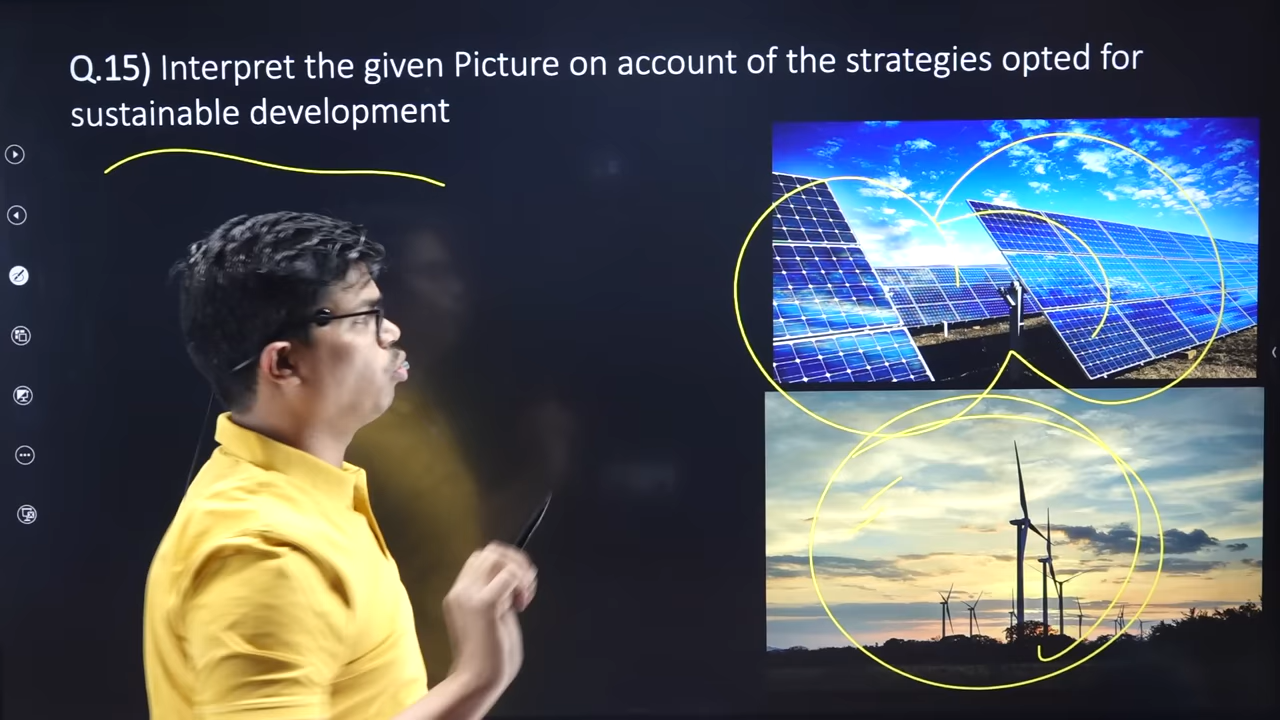 Q.15) Interpret the given Picture on account of the strategies opted for
sustainable development